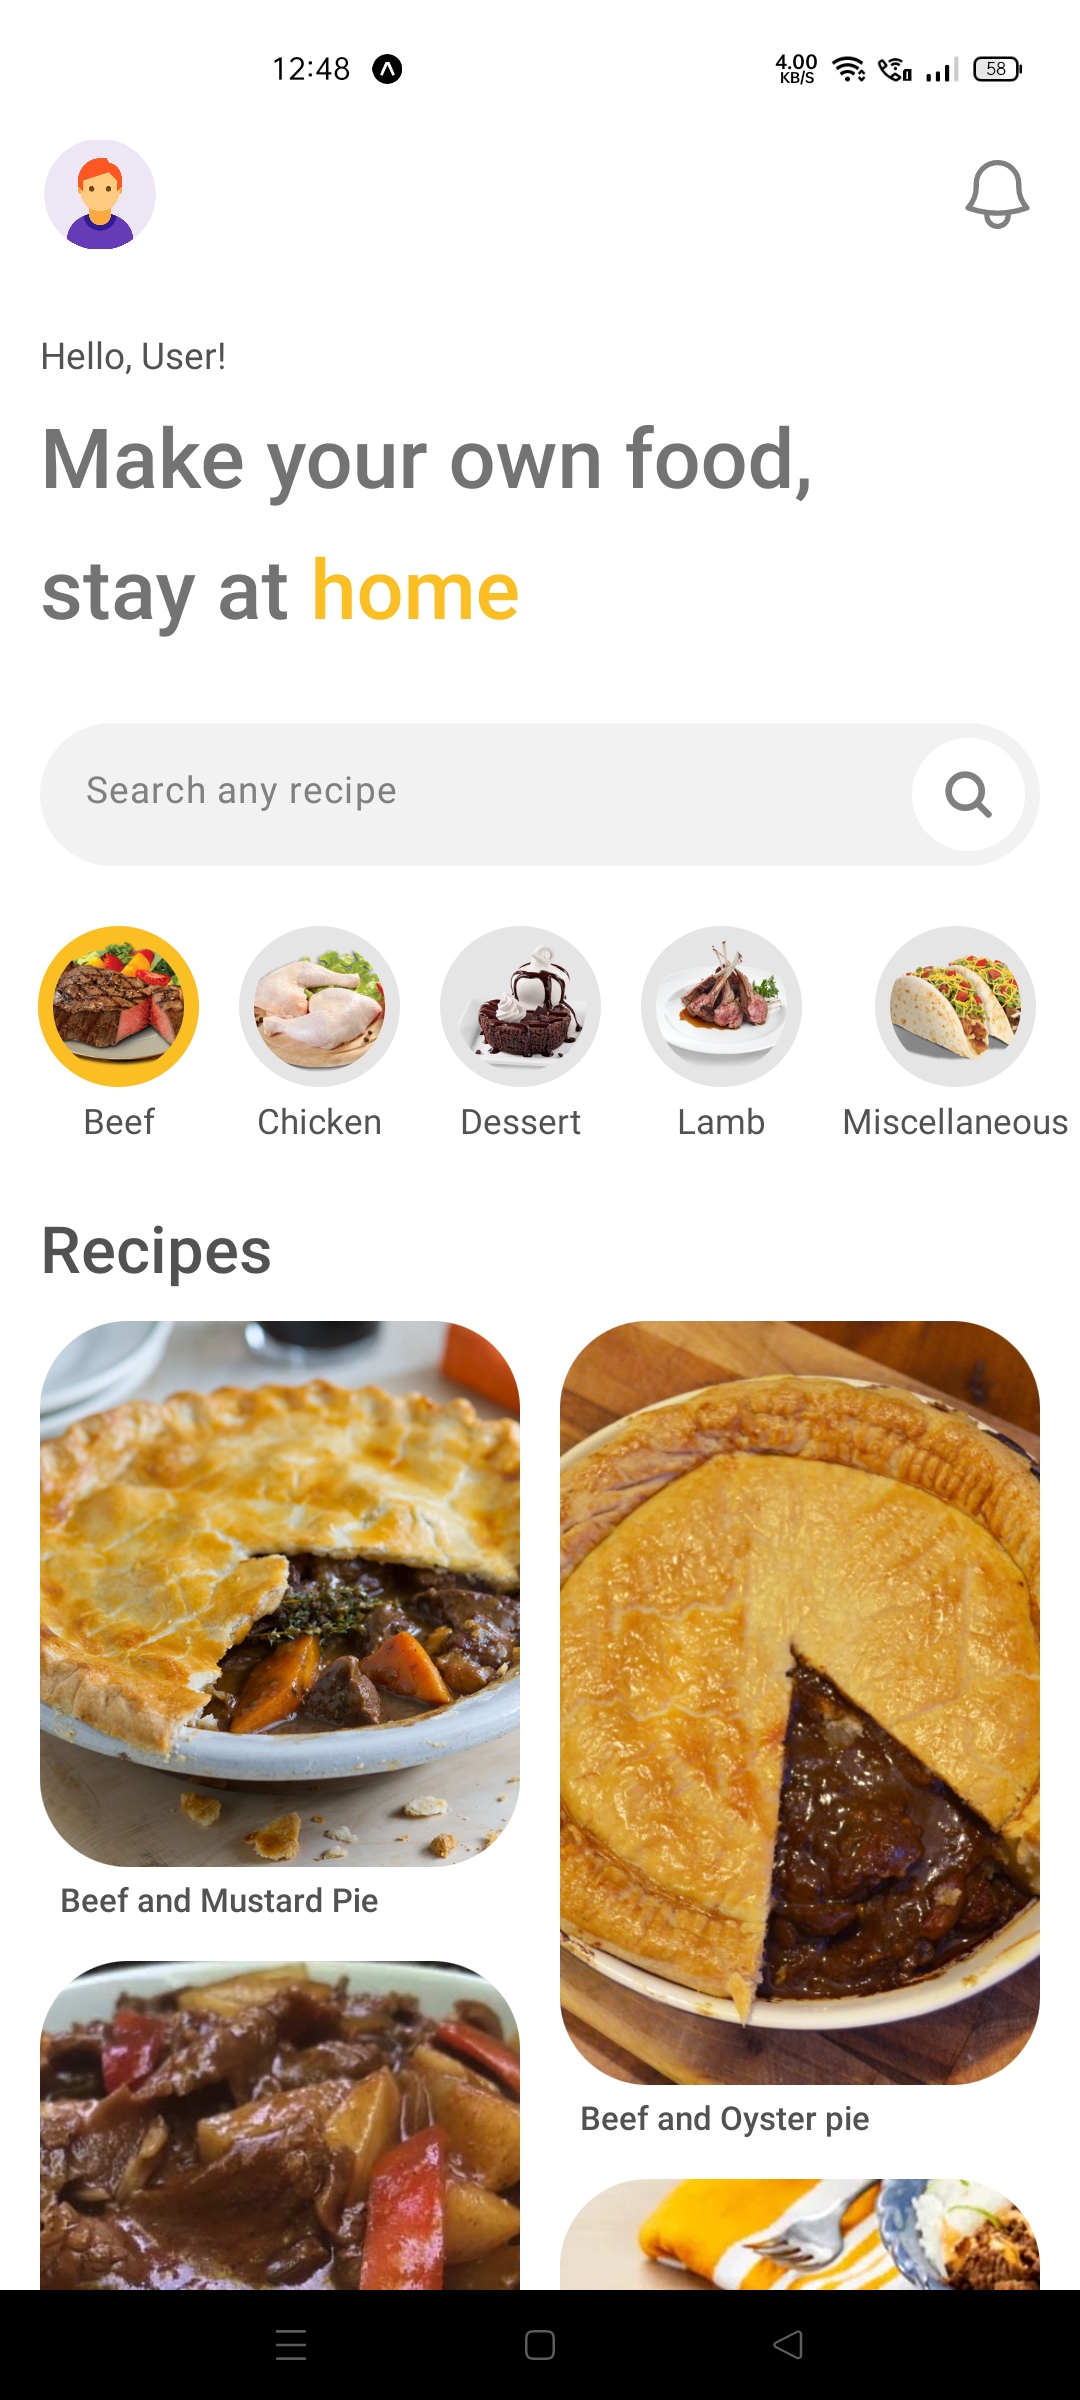 12:48
4.00
KB/S
58
Hello, User!
Make your own food,
stay at home
Search any recipe
Beef Chicken Dessert Lamb Miscellaneous
Recipes
Beef and Mustard Pie
Beef and Oyster pie